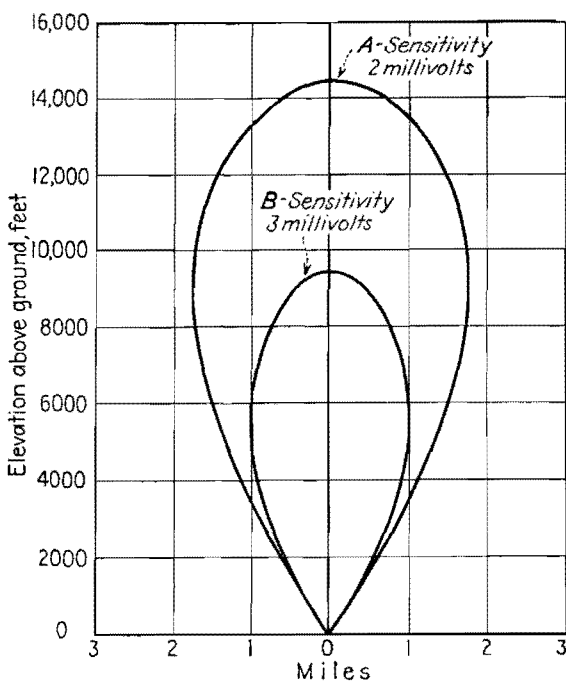 16,000
A-Sensitivity
2 millivolts
14,000
12,000
B-Sensitivity
3 millivolts
10,000
8000
6000
4000
2000
0
Elevation above ground, feet
3 2 1 0 1 2 3
Miles